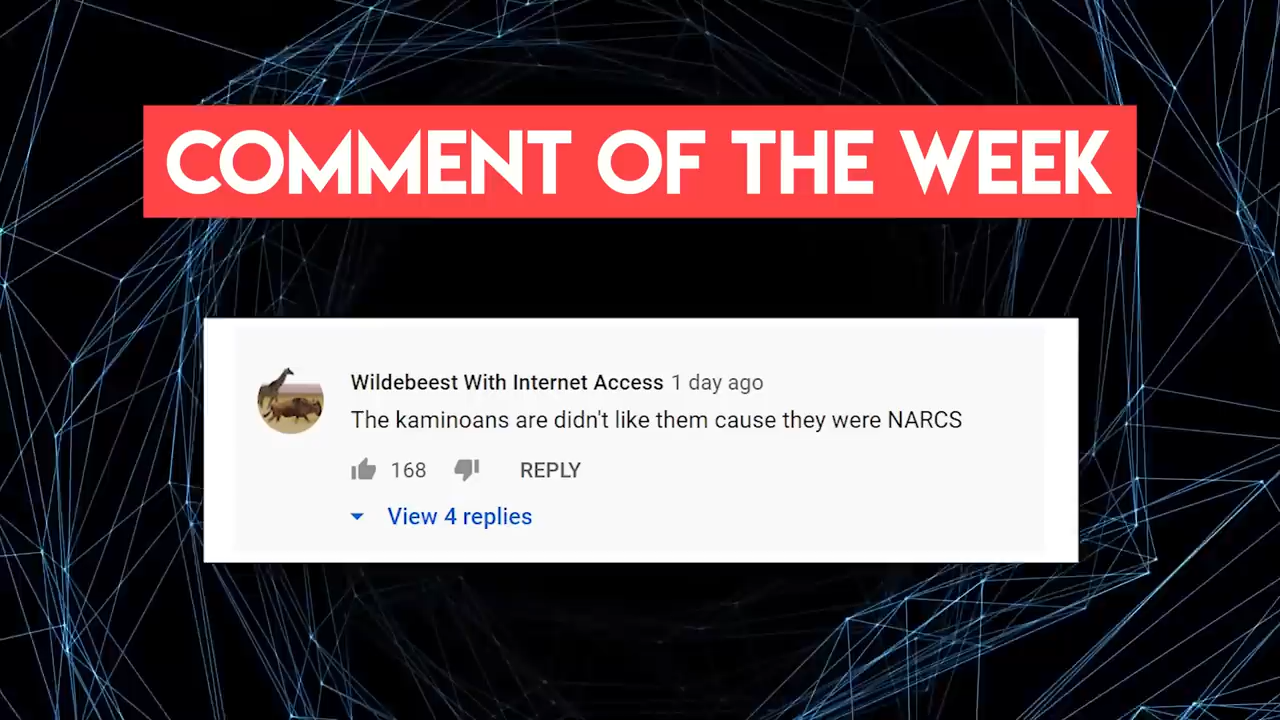 COMMENT OF THE WEEK
Wildebeest With Internet Access 1 day ago
The kaminoans are didn't like them cause they were NARCS
168 REPLY
View 4 replies